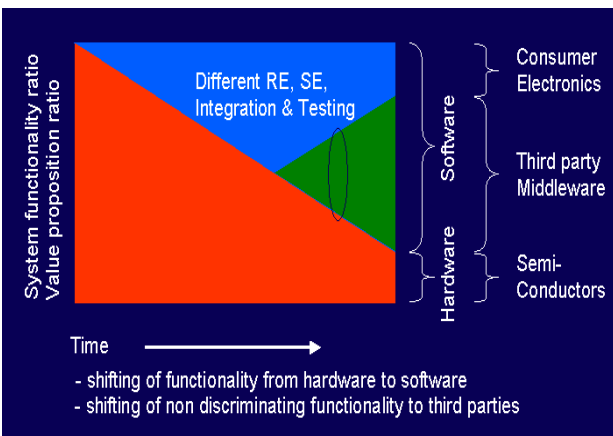 System functionality ratio
Value proposition ratio
Different RE, SE,
Integration & Testing
Software
Hardware
Consumer
Electronics
Third party
Middleware
Semi-
Conductors
Time
- shifting of functionality from hardware to software
- shifting of non discriminating functionality to third parties